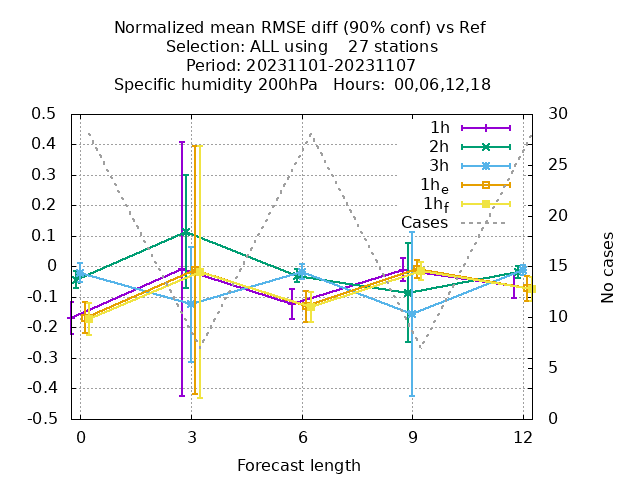 Normalized mean RMSE diff (90% conf) vs Ref
Selection: ALL using    27 stations
Period: 20231101-20231107
Specific humidity 200hPa   Hours: 00,06,12,18
0.5
0.4
0.3
0.2
0.1
0
-0.1
-0.2
-0.3
-0.4
-0.5
30
25
20
15
10
5
0
1h
2h
3h
1he
1hf
Cases
No cases
0
3
6
9
12
Forecast length